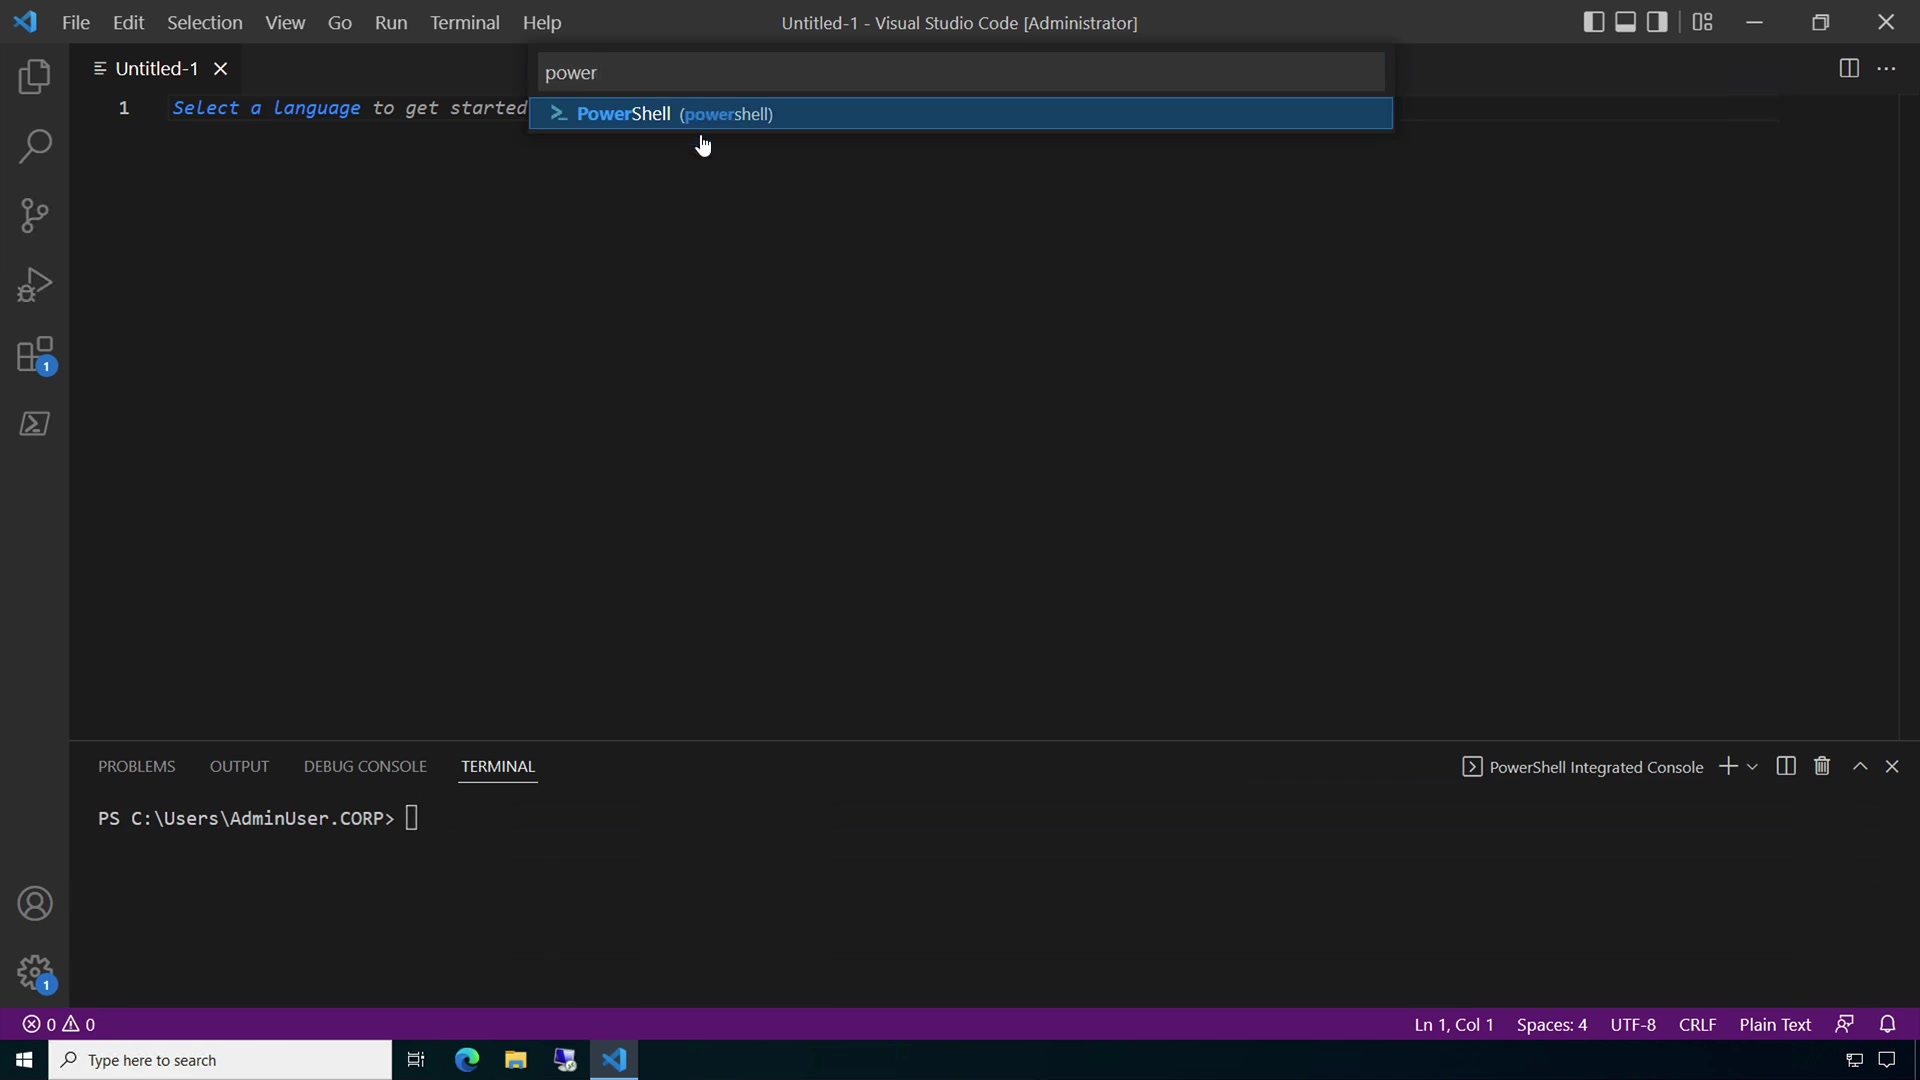 File Edit Selection View Go Run Terminal Help
Untitled-1 - Visual Studio Code [Administrator]
Untitled-1
power
PowerShell (powershell)
1 Select a language to get started
1
PROBLEMS OUTPUT DEBUG CONSOLE TERMINAL
PowerShell Integrated Console
PS C:\Users\AdminUser.CORP>
1
0 0
Ln 1, Col 1 Spaces: 4 UTF-8 CRLF Plain Text
Type here to search